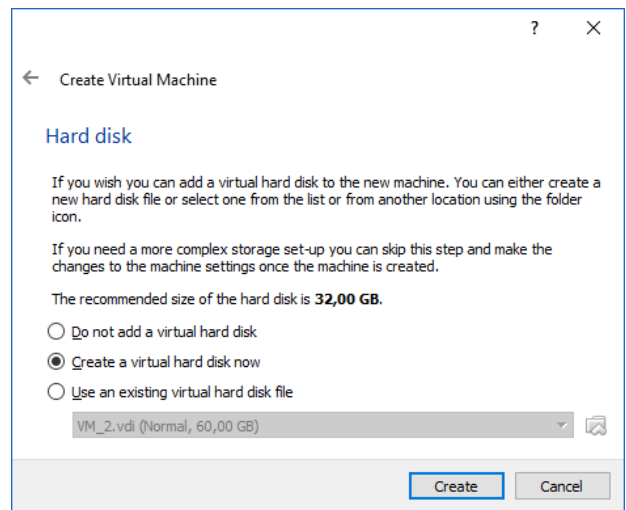 ?
Create Virtual Machine
Hard disk
If you wish you can add a virtual hard disk to the new machine. You can either create a
new hard disk file or select one from the list or from another location using the folder
icon.
If you need a more complex storage set-up you can skip this step and make the
changes to the machine settings once the machine is created.
The recommended size of the hard disk is 32,00 GB.
Do not add a virtual hard disk
Create a virtual hard disk now
Use an existing virtual hard disk file
VM_2.vdi (Normal, 60,00 GB)
Create Cancel